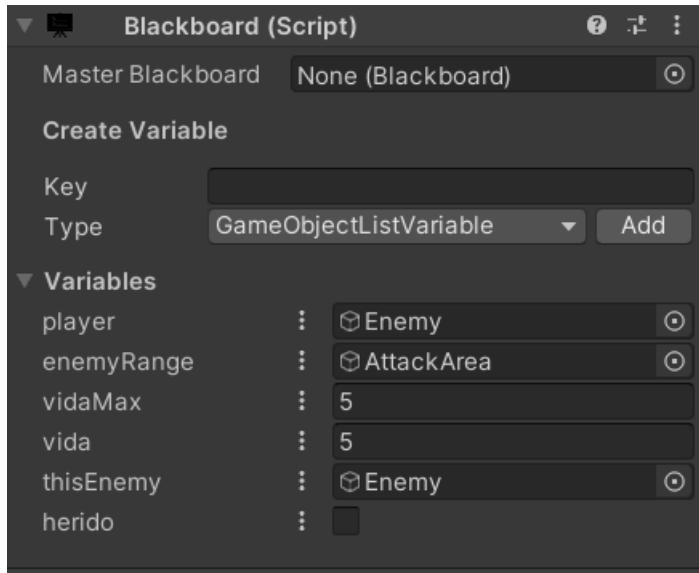 Blackboard (Script)
Master Blackboard None (Blackboard)
Create Variable
Key
Type GameObjectListVariable Add
Variables
player Enemy
enemyRange AttackArea
vidaMax 5
vida 5
thisEnemy Enemy
herido